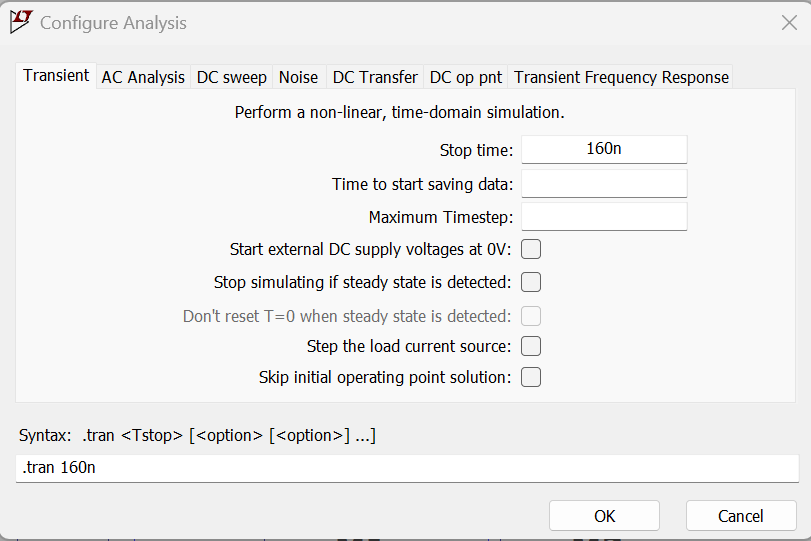 Configure Analysis
Transient AC Analysis DC sweep Noise DC Transfer DC op pnt Transient Frequency Response
Perform a non-linear, time-domain simulation.
Stop time: 160n
Time to start saving data:
Maximum Timestep:
Start external DC supply voltages at 0V:
Stop simulating if steady state is detected:
Don't reset T=0 when steady state is detected:
Step the load current source:
Skip initial operating point solution:
Syntax: .tran <Tstop> [<option> [<option>] ...]
.tran 160n
OK Cancel